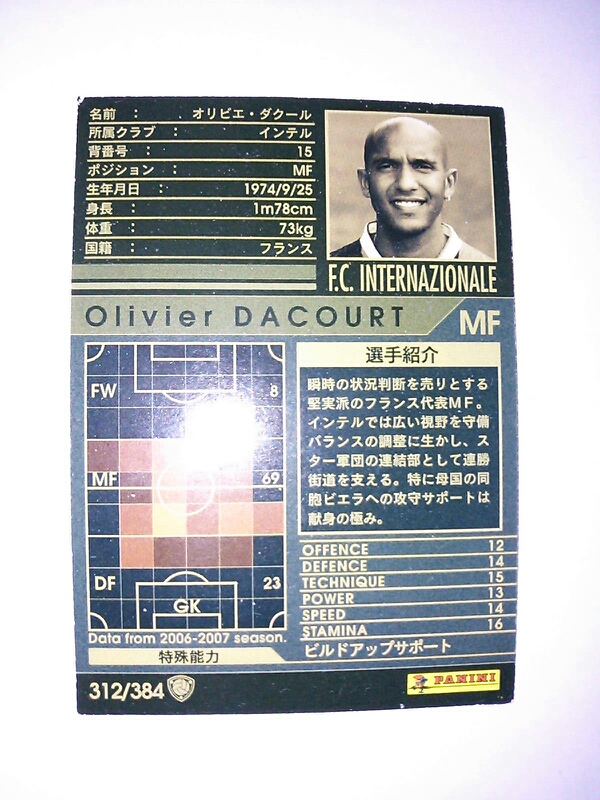 名前 : オリビエ・ダクール
所属クラブ : インテル
背番号 : 15
ポジション : MF
生年月日 : 1974/9/25
身長 : 1m78cm
体重 : 73kg
国籍 : フランス
F.C. INTERNAZIONALE
Olivier DACOURT
MF
FW 8
MF 69
DF 23
GK
Data from 2006-2007 season.
選手紹介
瞬時の状況判断を売りとする
堅実派のフランス代表MF。
インテルでは広い視野を守備
バランスの調整に生かし、ス
ター軍団の連結部として連勝
街道を支える。特に母国の同
胞ビエラへの攻守サポートは
献身の極み。
OFFENCE 12
DEFENCE 14
TECHNIQUE 15
POWER 13
SPEED 14
STAMINA 16
特殊能力 ビルドアップサポート
312/384
PANINI